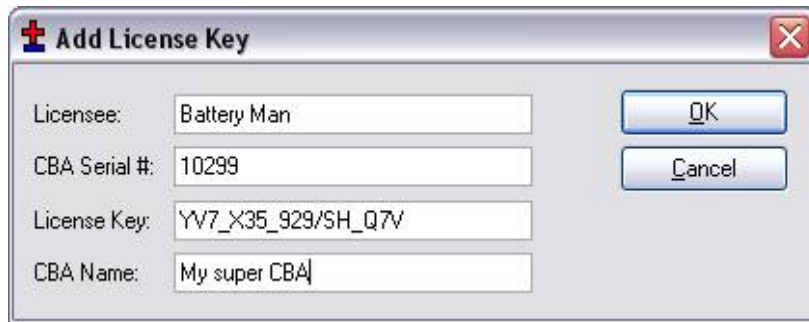 Add License Key
Licensee: Battery Man OK
CBA Serial #: 10299 Cancel
License Key: YV7_X35_929/SH_Q7V
CBA Name: My super CBA